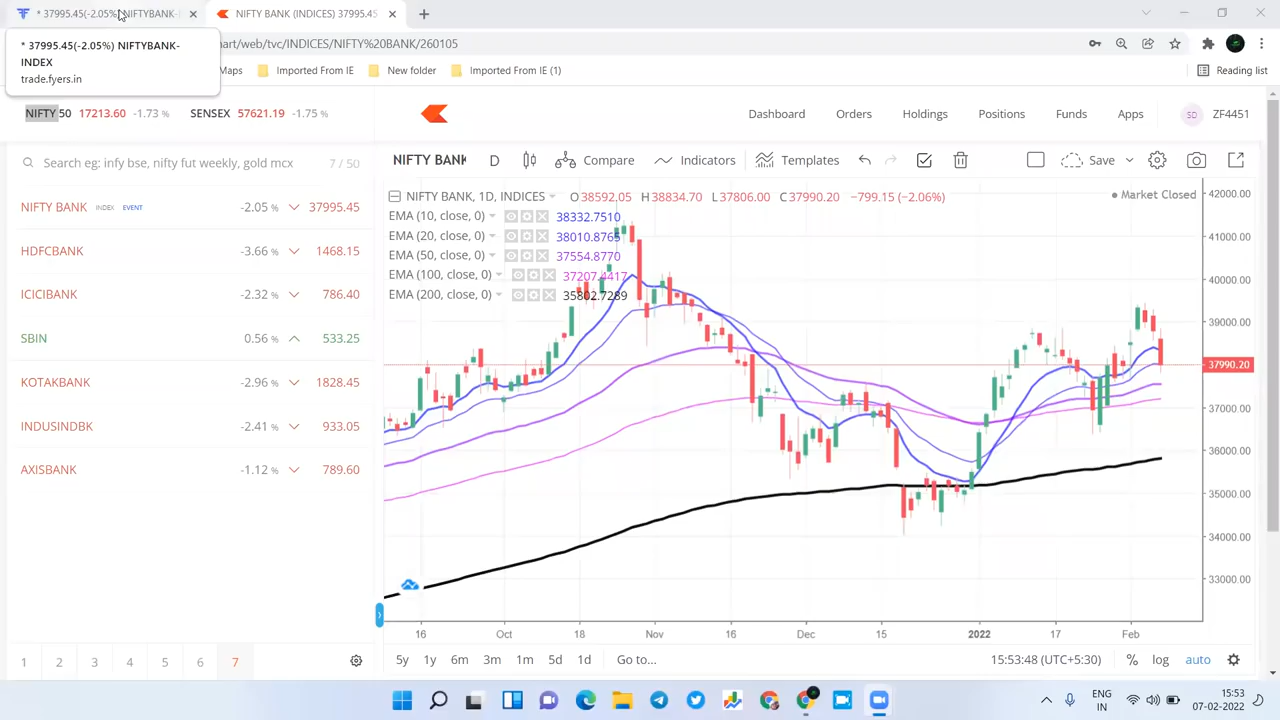 * 37995.45(-2.05%) NIFTYBANK-
NIFTY BANK (INDICES) 37995.45
* 37995.45(-2.05%) NIFTYBANK-
INDEX
trade.fyers.in
art/web/tvc/INDICES/NIFTY%20BANK/260105
Maps
Imported From IE
New folder
Imported From IE (1)
Reading list
NIFTY 50 17213.60 -1.73 %
SENSEX 57621.19 -1.75 %
Dashboard
Orders
Holdings
Positions
Funds
Apps
SD
ZF4451
Search eg: infy bse, nifty fut weekly, gold mcx
7 / 50
NIFTY BANK INDEX EVENT -2.05 % 37995.45
HDFCBANK -3.66 % 1468.15
ICICIBANK -2.32 % 786.40
SBIN 0.56 % 533.25
KOTAKBANK -2.96 % 1828.45
INDUSINDBK -2.41 % 933.05
AXISBANK -1.12 % 789.60
1 2 3 4 5 6 7
NIFTY BANK
D
Compare
Indicators
Templates
Save
NIFTY BANK, 1D, INDICES O38592.05 H38834.70 L37806.00 C37990.20 −799.15 (−2.06%)
Market Closed
EMA (10, close, 0) 38332.7510
EMA (20, close, 0) 38010.8765
EMA (50, close, 0) 37554.8770
EMA (100, close, 0) 37207.4417
EMA (200, close, 0) 35802.7289
42000.00
41000.00
40000.00
39000.00
37990.20
37000.00
36000.00
35000.00
34000.00
33000.00
16 Oct 18 Nov 16 Dec 15 2022 17 Feb
5y 1y 6m 3m 1m 5d 1d Go to...
15:53:48 (UTC+5:30) % log auto
ENG
IN
15:53
07-02-2022